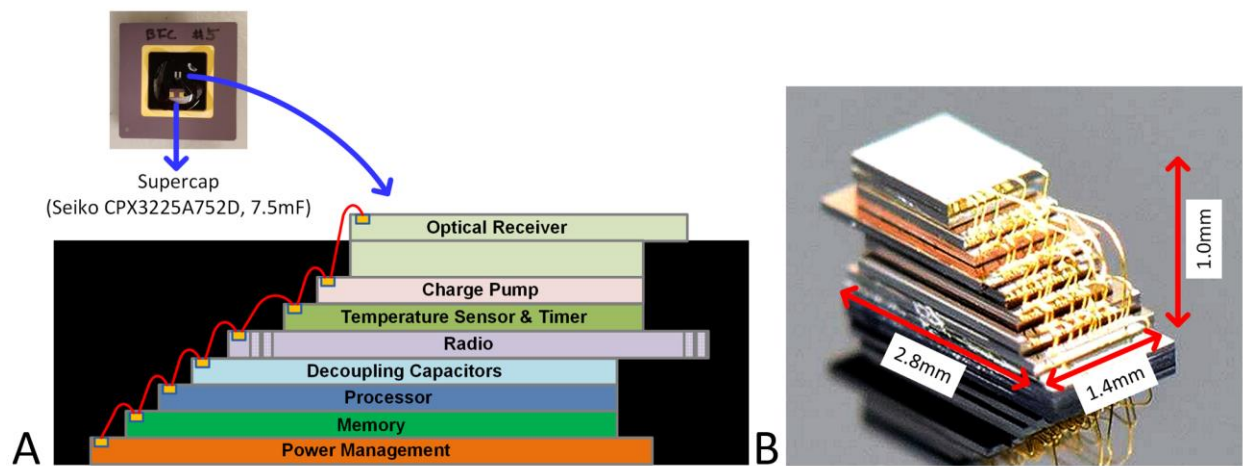 BFC #5
Supercap
(Seiko CPX3225A752D, 7.5mF)
Optical Receiver
Charge Pump
Temperature Sensor & Timer
Radio
Decoupling Capacitors
Processor
Memory
Power Management
A
B
1.0mm
2.8mm
1.4mm